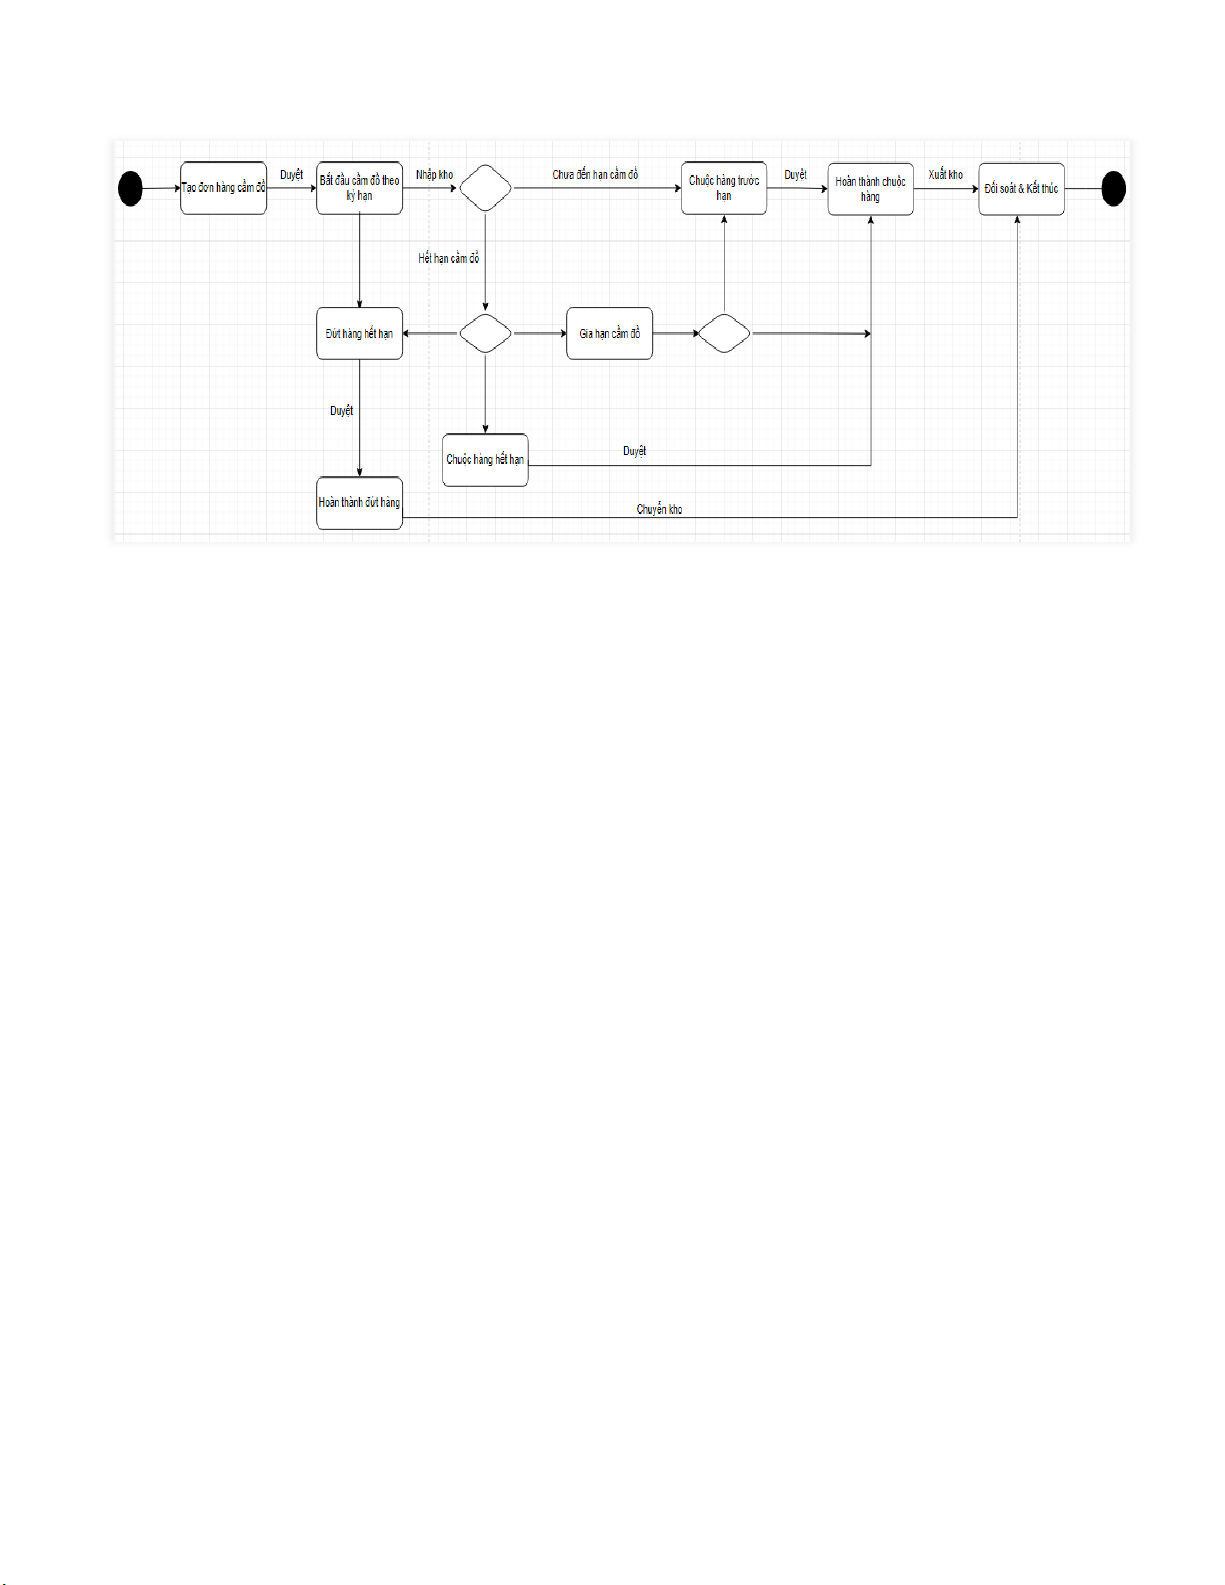 Tạo đơn hàng cầm đồ
Duyệt
Bắt đầu cầm đồ theo
kỳ hạn
Nhập kho
Chưa đến hạn cầm đồ
Chuộc hàng trước
hạn
Duyệt
Hoàn thành chuộc
hàng
Xuất kho
Đối soát & Kết thúc
Hết hạn cầm đồ
Đứt hàng hết hạn
Gia hạn cầm đồ
Duyệt
Chuộc hàng hết hạn
Duyệt
Hoàn thành đứt hàng
Chuyển kho